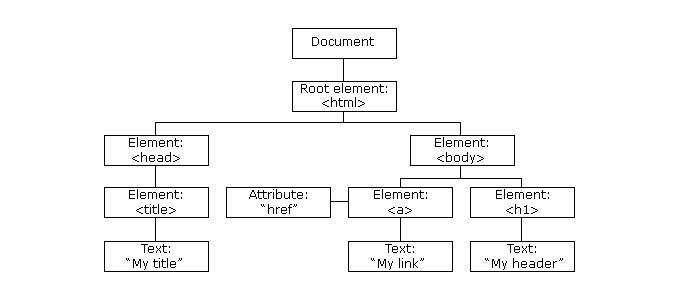 Document
Root element:
<html>
Element:
<head>
Element:
<body>
Element:
<title>
Attribute:
“href”
Element:
<a>
Element:
<h1>
Text:
“My title”
Text:
“My link”
Text:
“My header”